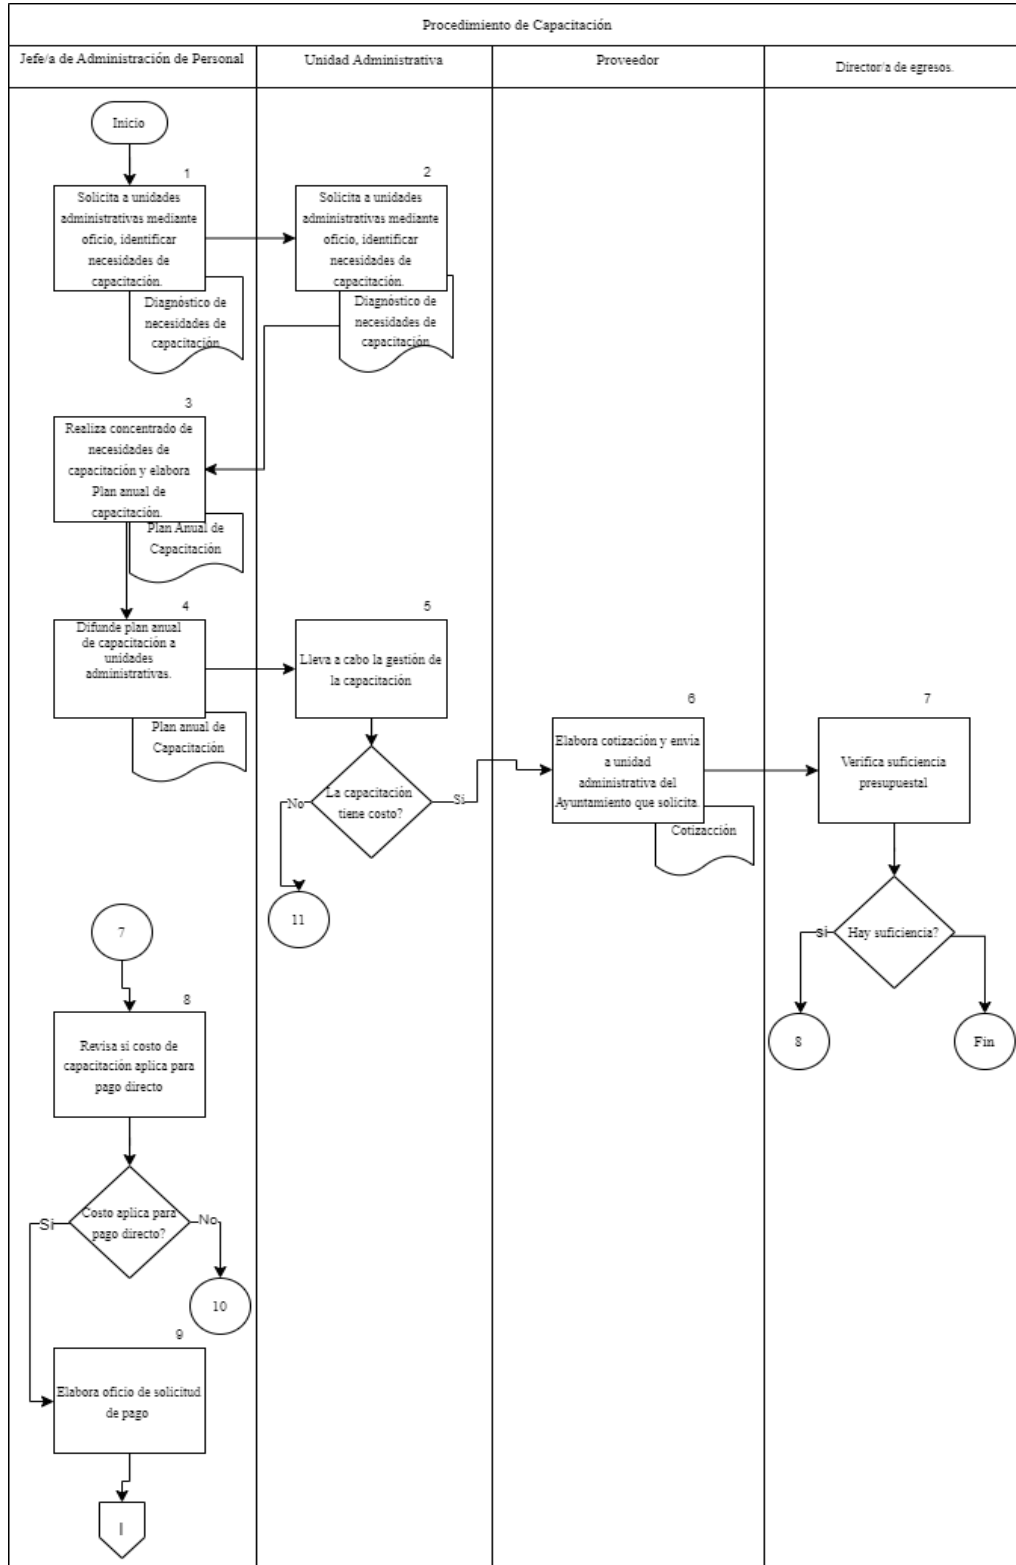 Procedimiento de Capacitación
Jefe/a de Administración de Personal
Unidad Administrativa
Proveedor
Director/a de egresos.
Inicio
1
Solicita a unidades
administrativas mediante
oficio, identificar
necesidades de
capacitación.
Diagnóstico de
necesidades de
capacitación
2
Solicita a unidades
administrativas mediante
oficio, identificar
necesidades de
capacitación.
Diagnóstico de
necesidades de
capacitación
3
Realiza concentrado de
necesidades de
capacitación y elabora
Plan anual de
capacitación.
Plan Anual de
Capacitación
4
Difunde plan anual
de capacitación a
unidades
administrativas.
Plan anual de
Capacitación
5
Lleva a cabo la gestión de
la capacitación
La capacitación
tiene costo?
No
Si
11
6
Elabora cotización y envia
a unidad
administrativa del
Ayuntamiento que solicita.
Cotizacción
7
Verifica suficiencia
presupuestal
Hay suficiencia?
si
8
Fin
7
8
Revisa si costo de
capacitación aplica para
pago directo
Costo aplica para
pago directo?
Si
No
10
9
Elabora oficio de solicitud
de pago
I